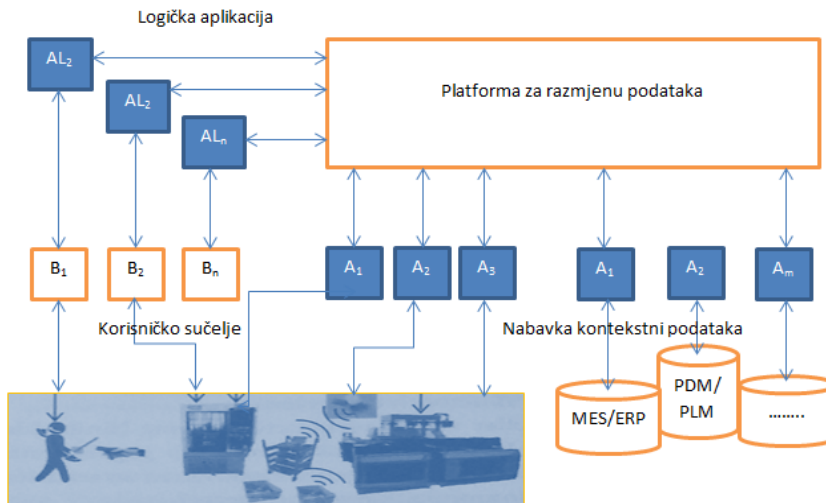 Logička aplikacija
AL₂
AL₂
ALₙ
Platforma za razmjenu podataka
B₁
B₂
Bₙ
A₁
A₂
A₃
A₁
A₂
Aₘ
Korisničko sučelje
Nabavka kontekstni podataka
MES/ERP
PDM/
PLM
........